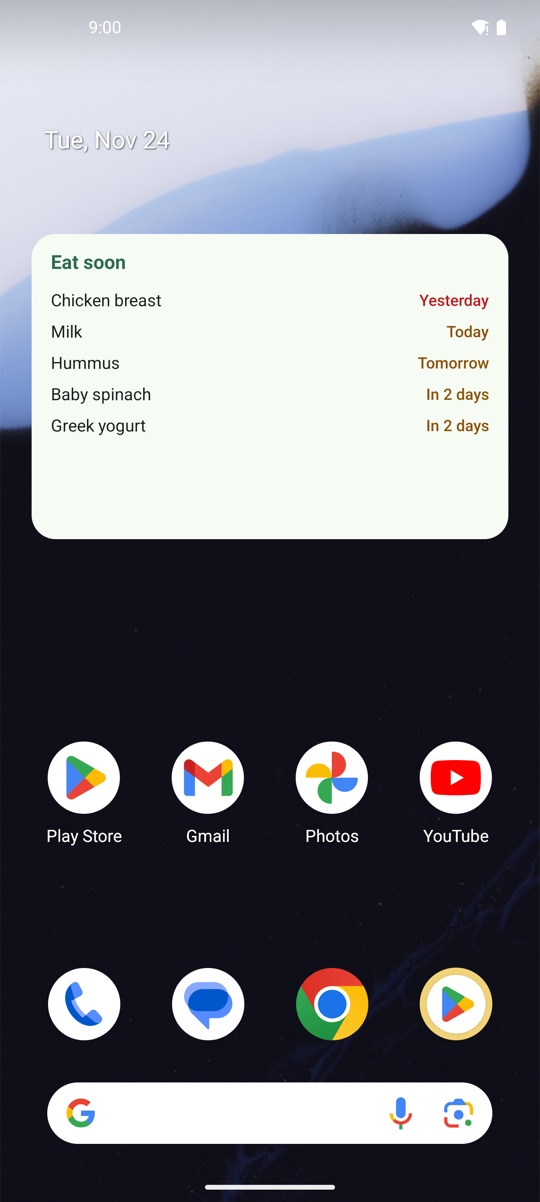 9:00
Tue, Nov 24
Eat soon
Chicken breast Yesterday
Milk Today
Hummus Tomorrow
Baby spinach In 2 days
Greek yogurt In 2 days
Play Store Gmail Photos YouTube